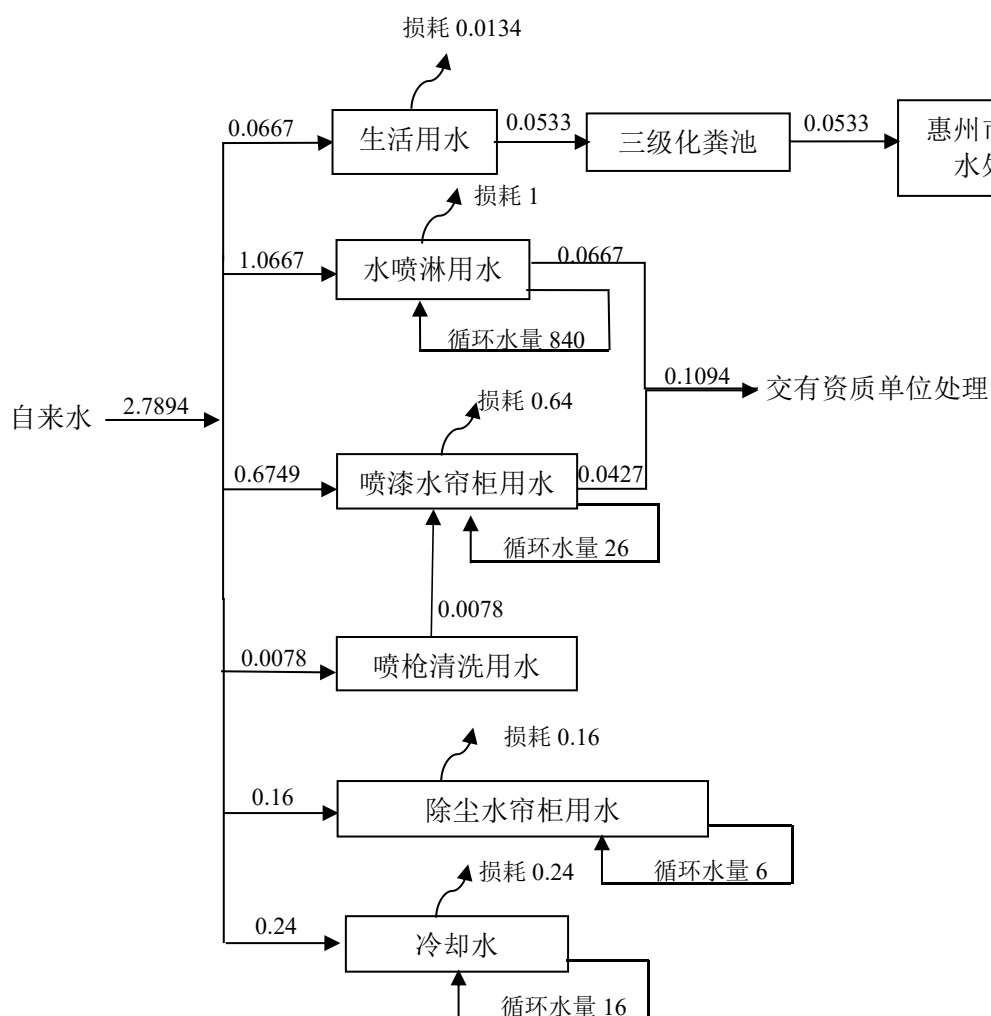 损耗 0.0134
0.0667
生活用水
0.0533
三级化粪池
0.0533
惠州市
水处
损耗 1
1.0667
水喷淋用水
0.0667
循环水量 840
0.1094
交有资质单位处理
自来水
2.7894
损耗 0.64
0.6749
喷漆水帘柜用水
0.0427
循环水量 26
0.0078
0.0078
喷枪清洗用水
损耗 0.16
0.16
除尘水帘柜用水
循环水量 6
损耗 0.24
0.24
冷却水
循环水量 16